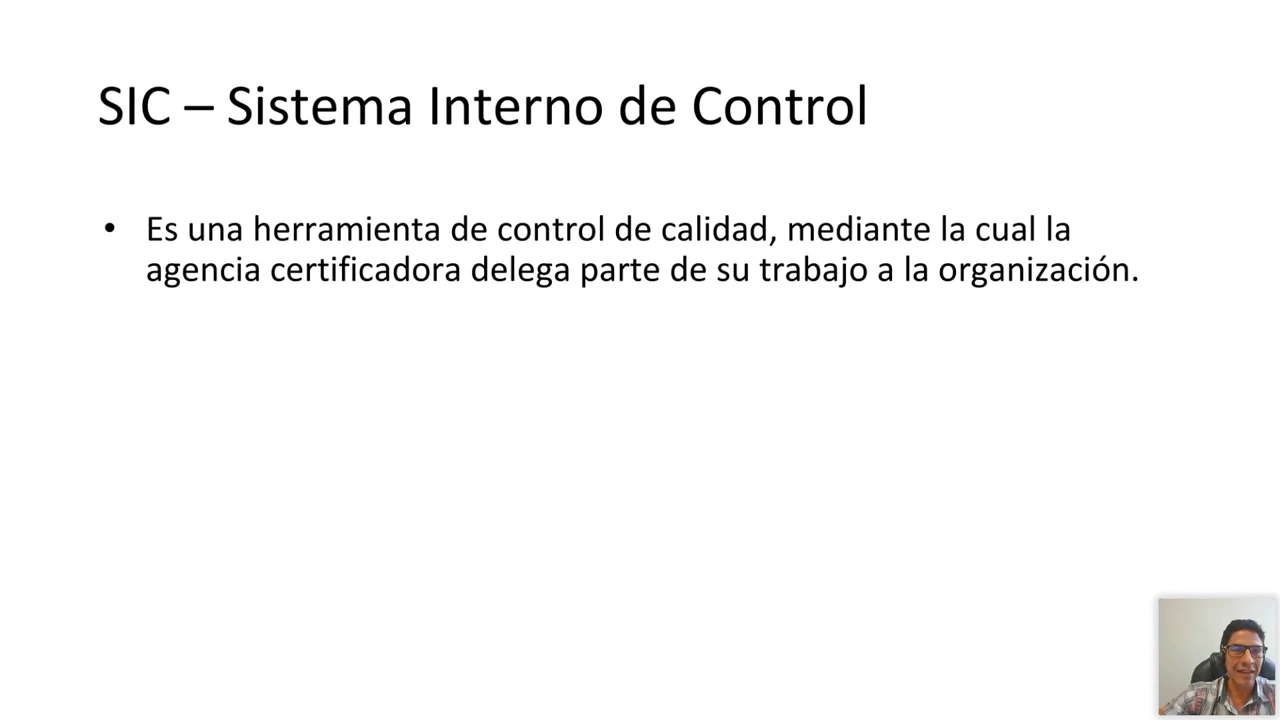 SIC – Sistema Interno de Control
• Es una herramienta de control de calidad, mediante la cual la
agencia certificadora delega parte de su trabajo a la organización.